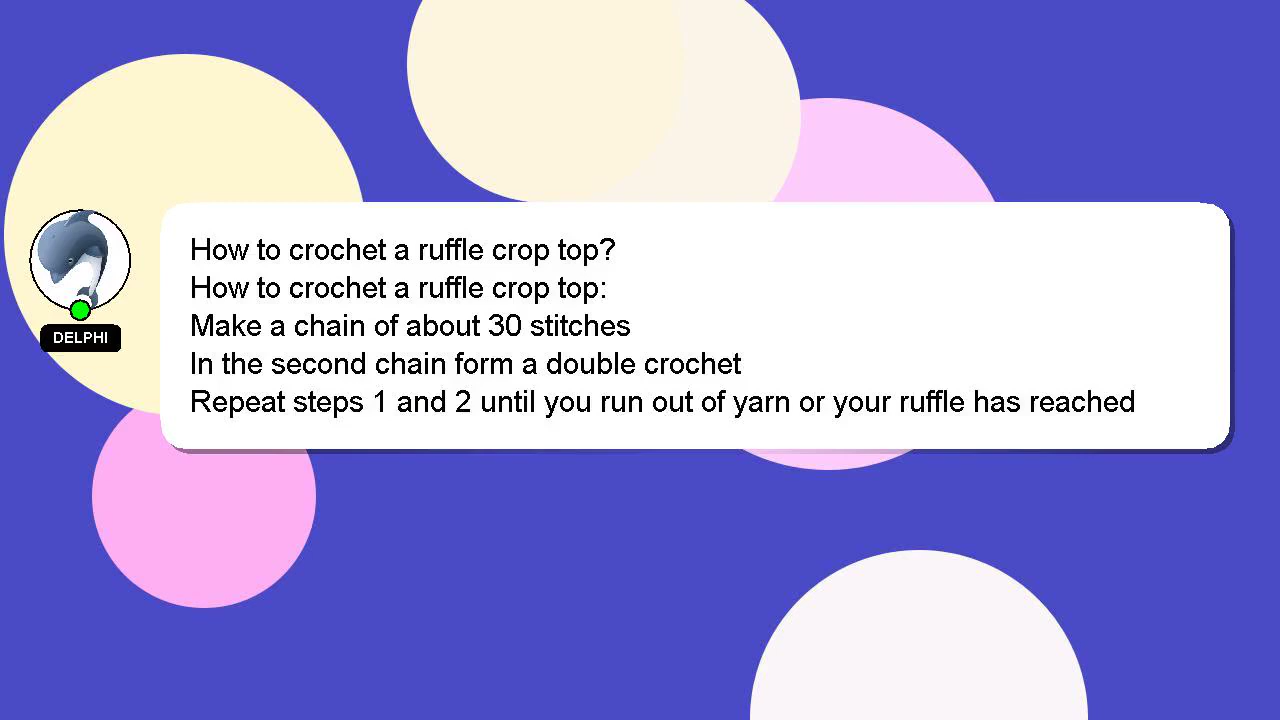 How to crochet a ruffle crop top?
How to crochet a ruffle crop top:
Make a chain of about 30 stitches
In the second chain form a double crochet
Repeat steps 1 and 2 until you run out of yarn or your ruffle has reached
DELPHI